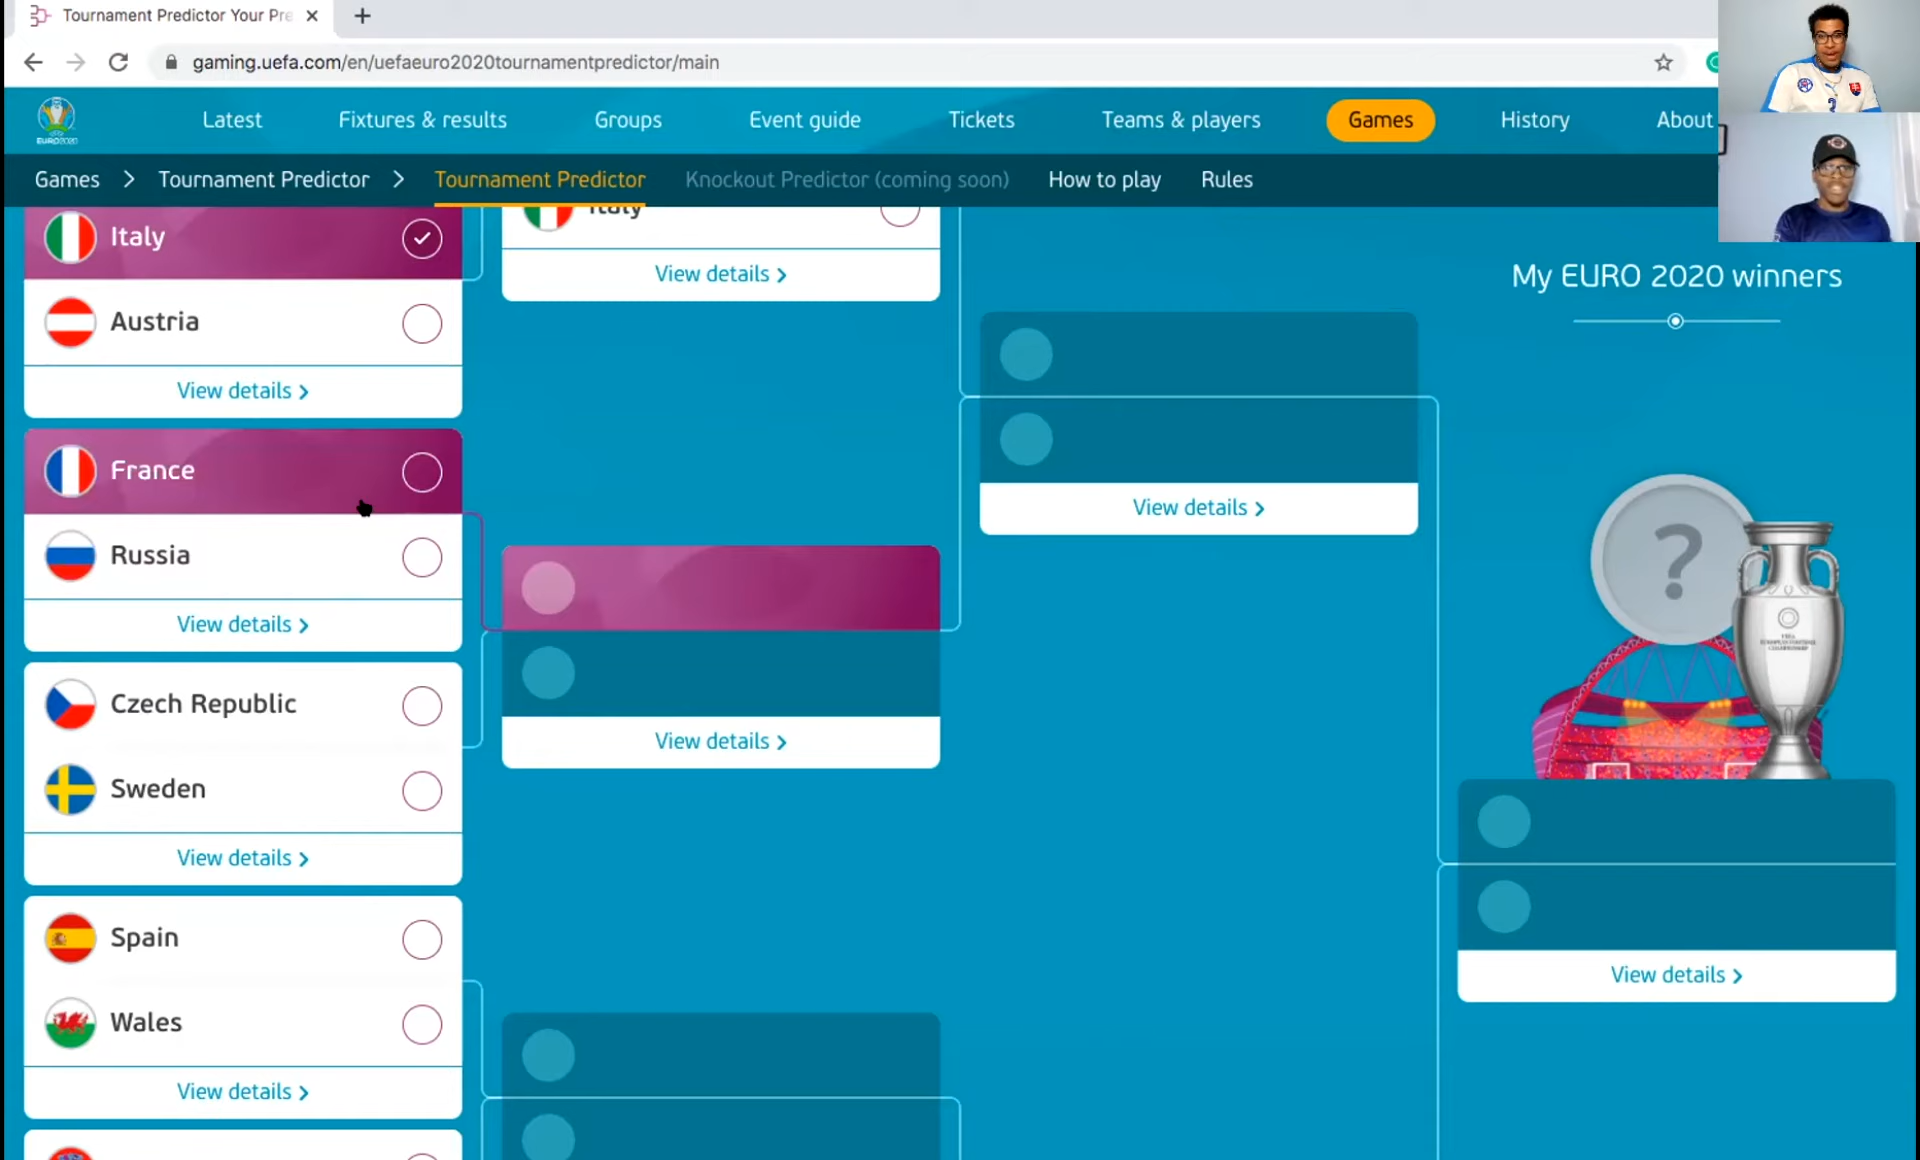 Tournament Predictor Your Pre
gaming.uefa.com/en/uefaeuro2020tournamentpredictor/main
EURO2020
Latest
Fixtures & results
Groups
Event guide
Tickets
Teams & players
Games
History
About
Games > Tournament Predictor > Tournament Predictor
Knockout Predictor (coming soon)
How to play
Rules
Italy
Austria
View details >
France
Russia
View details >
Czech Republic
Sweden
View details >
Spain
Wales
View details >
Italy
View details >
View details >
View details >
My EURO 2020 winners
?
View details >